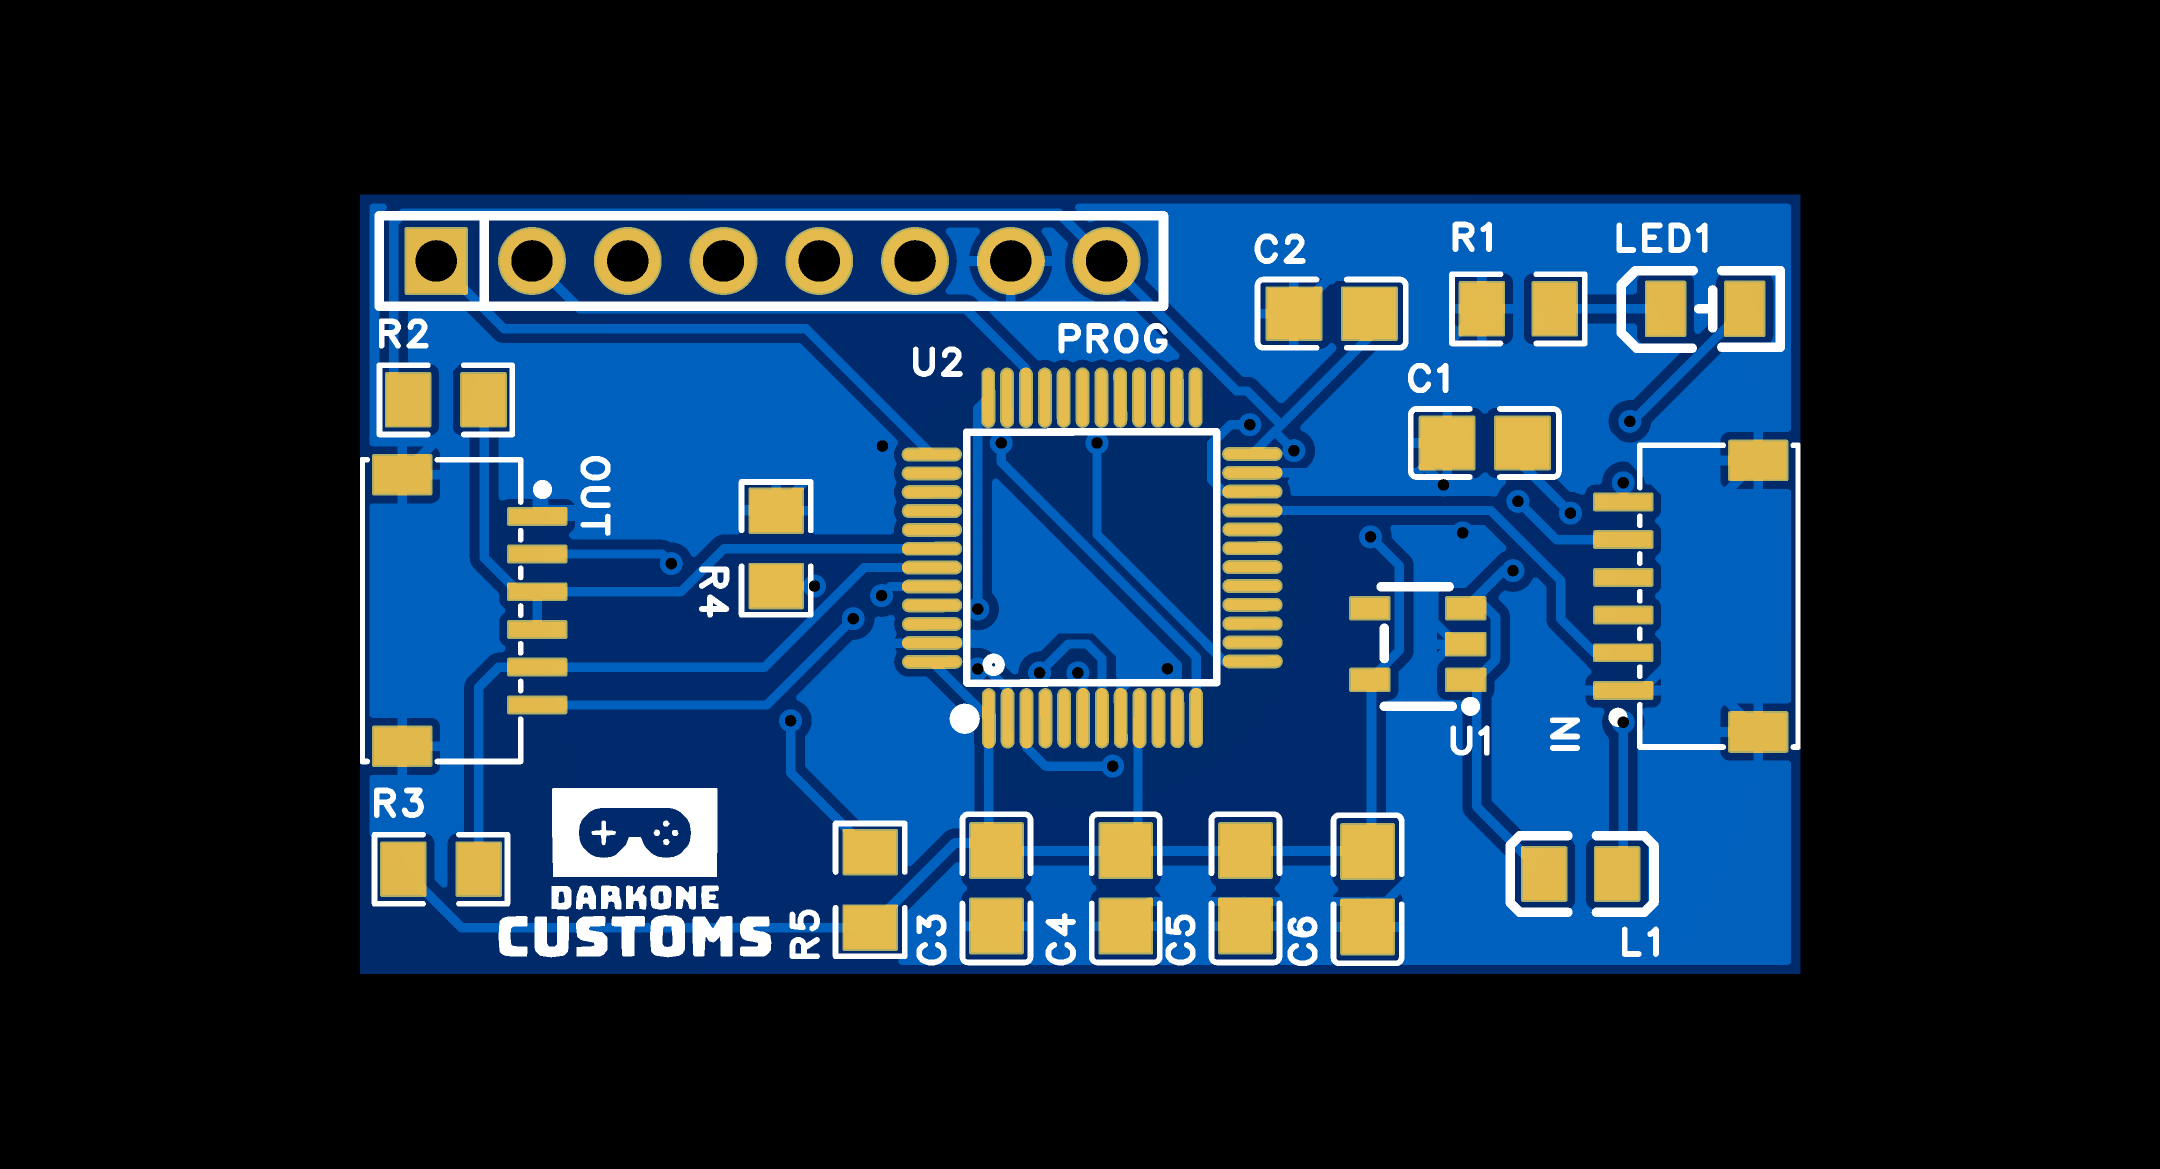 C2
R1
LED1
R2
PROG
U2
C1
OUT
R4
IN
U1
R3
DARKONE
CUSTOMS
R5
C3
C4
C5
C6
L1